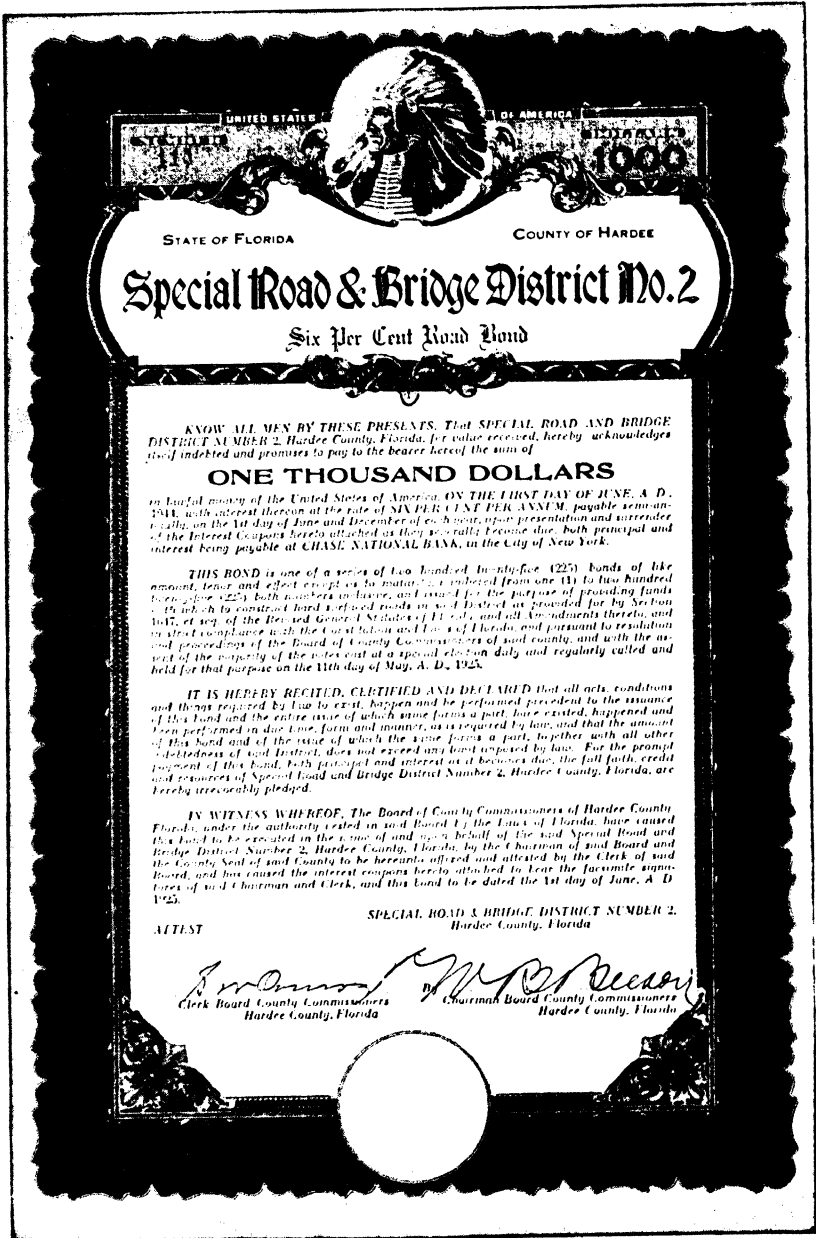 UNITED STATES OF AMERICA
1000
STATE OF FLORIDA COUNTY OF HARDEE
Special Road & Bridge District No. 2
Six Per Cent Road Bond
KNOW ALL MEN BY THESE PRESENTS, That SPECIAL ROAD AND BRIDGE
DISTRICT NUMBER 2, Hardee County, Florida, for value received, hereby acknowledges
itself indebted and promises to pay to the bearer hereof the sum of
ONE THOUSAND DOLLARS
in lawful money of the United States of America, ON THE FIRST DAY OF JUNE, A. D.,
1944, with interest thereon at the rate of SIX PER CENT PER ANNUM, payable semi-an-
nually, on the 1st day of June and December of each year, upon presentation and surrender
of the Interest Coupons hereto attached as they severally become due, both principal and
interest being payable at CHASE NATIONAL BANK, in the City of New York.
THIS BOND is one of a series of two hundred twenty-five (225) bonds of like
amount, tenor and effect except as to maturity, numbered from one (1) to two hundred
twenty-five (225) both numbers inclusive, and issued for the purpose of providing funds
with which to construct hard surfaced roads in said District as provided for by Section
1647, et seq. of the Revised General Statutes of Florida and all Amendments thereto, and
in strict compliance with the Constitution and Laws of Florida, and pursuant to resolution
and proceedings of the Board of County Commissioners of said county, and with the as-
sent of the majority of the votes cast at a special election duly and regularly called and
held for that purpose on the 11th day of May, A. D., 1925.
IT IS HEREBY RECITED, CERTIFIED AND DECLARED that all acts, conditions
and things required by law to exist, happen and be performed precedent to the issuance
of this bond and the entire issue of which same forms a part, have existed, happened and
been performed in due time, form and manner, as is required by law, and that the amount
of this bond and of the issue of which the same forms a part, together with all other
indebtedness of said District, does not exceed any limit imposed by law. For the prompt
payment of this bond, both principal and interest as it becomes due, the full faith, credit
and resources of Special Road and Bridge District Number 2, Hardee County, Florida, are
hereby irrevocably pledged.
IN WITNESS WHEREOF, The Board of County Commissioners of Hardee County
Florida, under the authority vested in said Board by the Laws of Florida, have caused
this bond to be executed in the name of and upon behalf of the said Special Road and
Bridge District Number 2, Hardee County, Florida, by the Chairman of said Board and
the County Seal of said County to be hereunto affixed and attested by the Clerk of said
Board, and has caused the interest coupons hereto attached to bear the facsimile signa-
tures of said Chairman and Clerk, and this bond to be dated the 1st day of June, A. D
1925.
SPECIAL ROAD & BRIDGE DISTRICT NUMBER 2,
ATTEST Hardee County, Florida
By W B Beeson
Clerk Board County Commissioners Chairman Board County Commissioners
Hardee County, Florida Hardee County, Florida